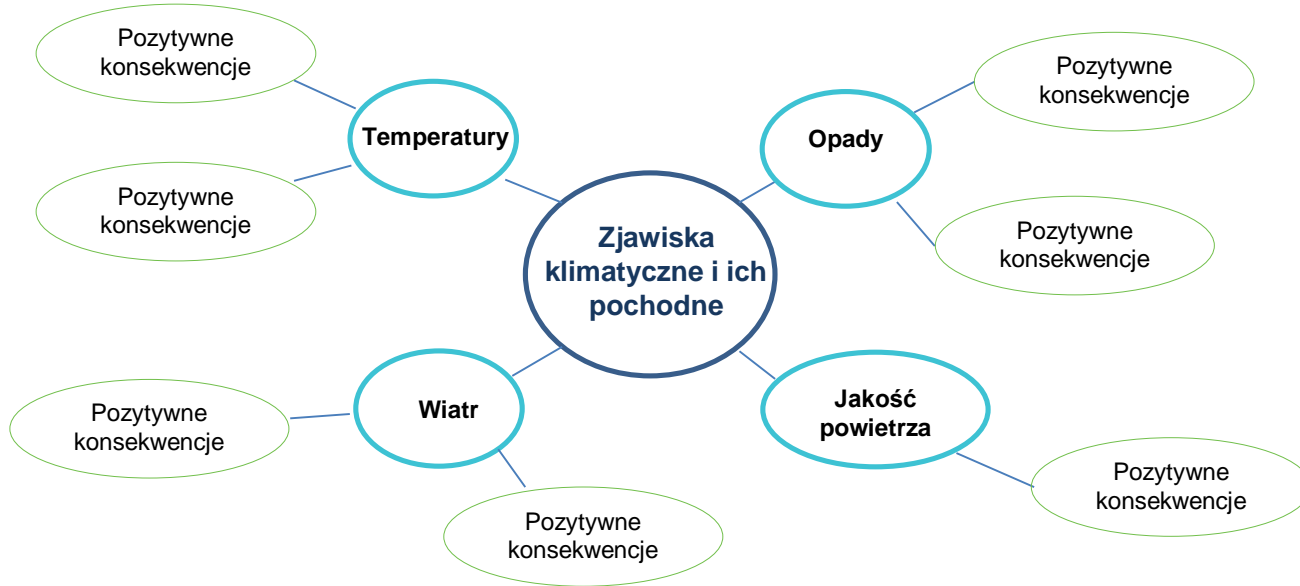 Pozytywne
konsekwencje
Pozytywne
konsekwencje
Temperatury
Opady
Pozytywne
konsekwencje
Pozytywne
konsekwencje
Zjawiska
klimatyczne i ich
pochodne
Pozytywne
konsekwencje
Wiatr
Jakość
powietrza
Pozytywne
konsekwencje
Pozytywne
konsekwencje